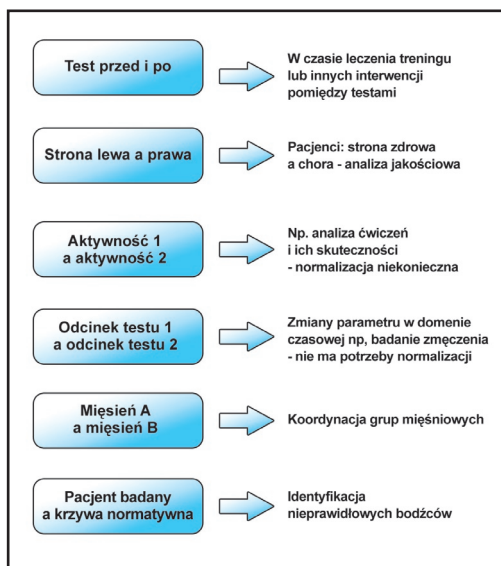 Test przed i po
W czasie leczenia treningu
lub innych interwencji
pomiędzy testami
Strona lewa a prawa
Pacjenci: strona zdrowa
a chora - analiza jakościowa
Aktywność 1
a aktywność 2
Np. analiza ćwiczeń
i ich skuteczności
- normalizacja niekonieczna
Odcinek testu 1
a odcinek testu 2
Zmiany parametru w domenie
czasowej np, badanie zmęczenia
- nie ma potrzeby normalizacji
Mięsień A
a mięsień B
Koordynacja grup mięśniowych
Pacjent badany
a krzywa normatywna
Identyfikacja
nieprawidłowych bodźców